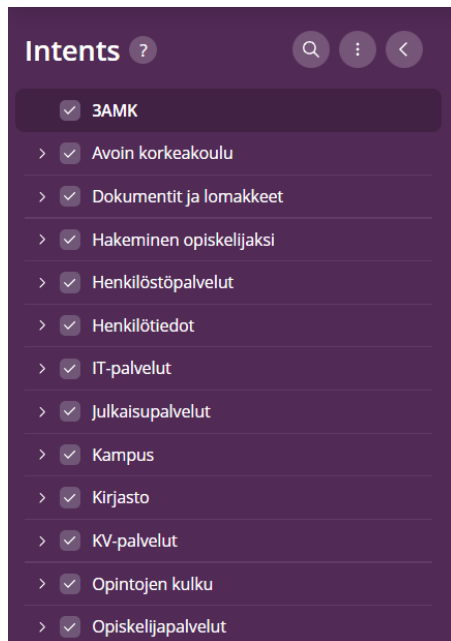 Intents ?
3AMK
Avoin korkeakoulu
Dokumentit ja lomakkeet
Hakeminen opiskelijaksi
Henkilöstöpalvelut
Henkilötiedot
IT-palvelut
Julkaisupalvelut
Kampus
Kirjasto
KV-palvelut
Opintojen kulku
Opiskelijapalvelut